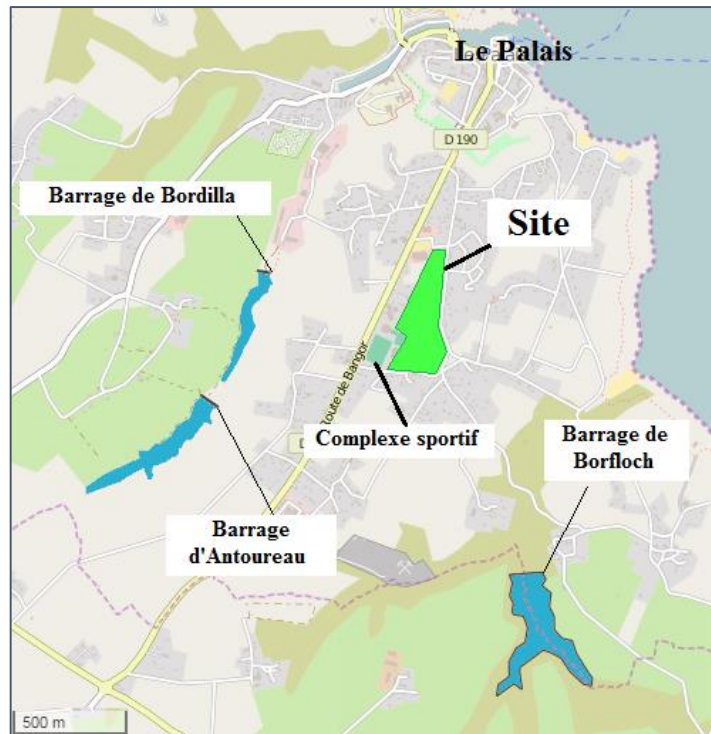 Le Palais
D 190
Barrage de Bordilla
Site
Route de Bangor
D
Complexe sportif
Barrage de
Borfloch
Barrage
d'Antoureau
500 m